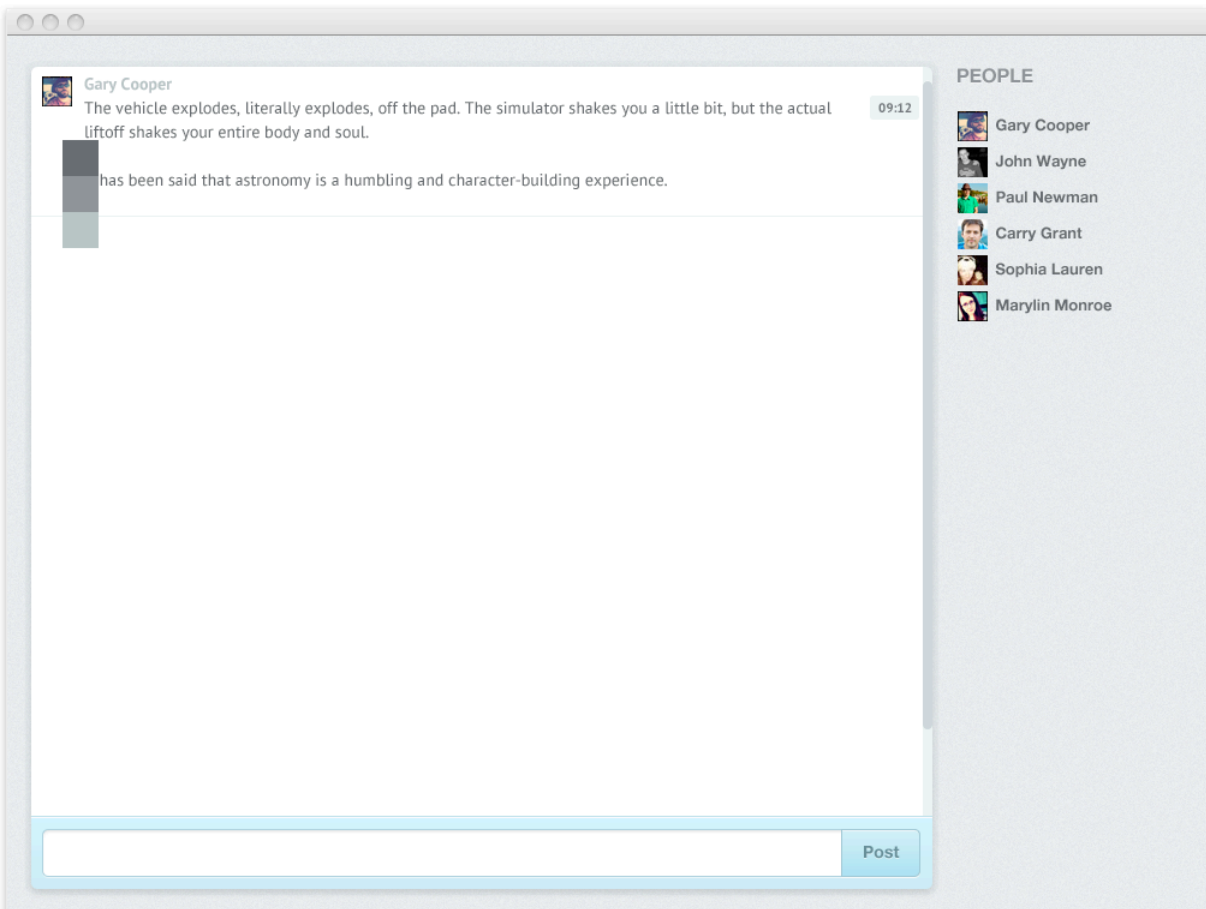 Gary Cooper
The vehicle explodes, literally explodes, off the pad. The simulator shakes you a little bit, but the actual
09:12
liftoff shakes your entire body and soul.
has been said that astronomy is a humbling and character-building experience.
Post
PEOPLE
Gary Cooper
John Wayne
Paul Newman
Carry Grant
Sophia Lauren
Marylin Monroe